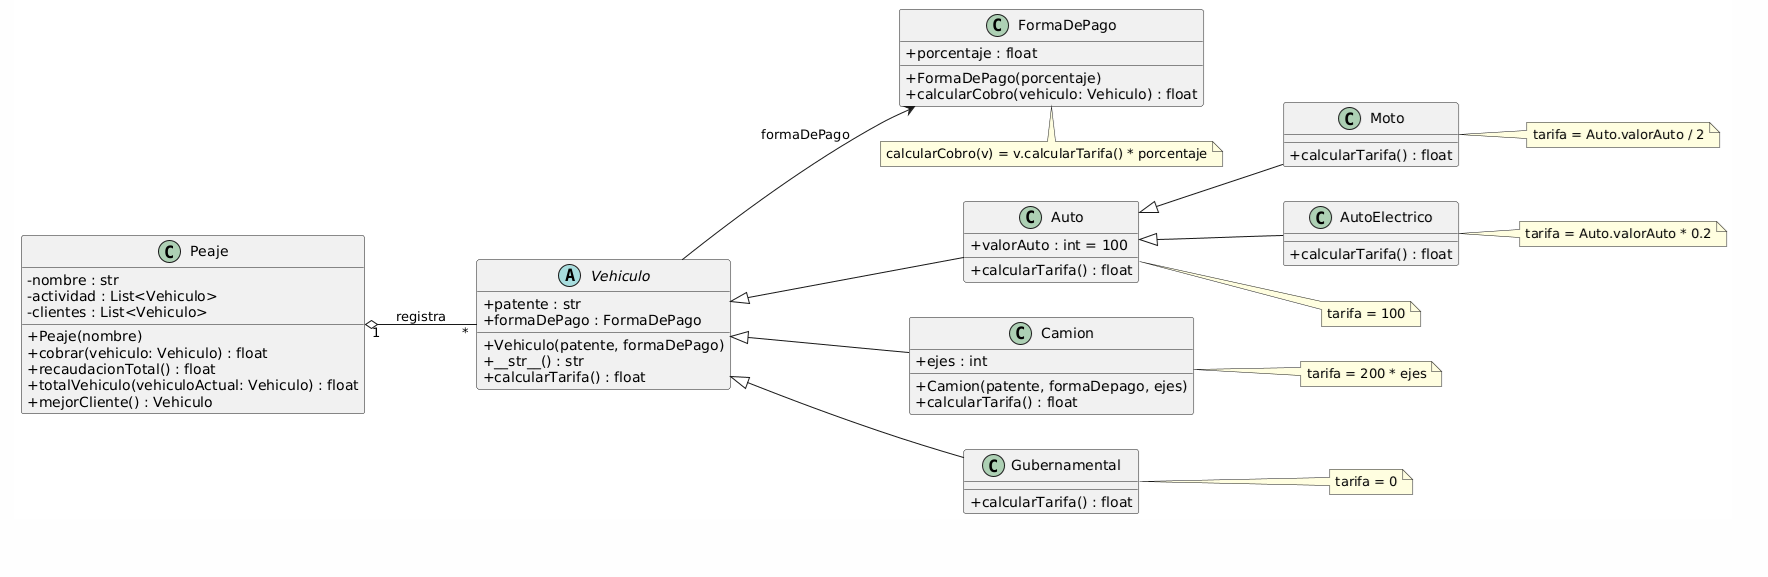 C FormaDePago
+porcentaje : float
+FormaDePago(porcentaje)
+calcularCobro(vehiculo: Vehiculo) : float
formaDePago
calcularCobro(v) = v.calcularTarifa() * porcentaje
C Moto
+calcularTarifa() : float
tarifa = Auto.valorAuto / 2
C Auto
+valorAuto : int = 100
+calcularTarifa() : float
C AutoElectrico
+calcularTarifa() : float
tarifa = Auto.valorAuto * 0.2
tarifa = 100
C Peaje
-nombre : str
-actividad : List<Vehiculo>
-clientes : List<Vehiculo>
+Peaje(nombre)
+cobrar(vehiculo: Vehiculo) : float
+recaudacionTotal() : float
+totalVehiculo(vehiculoActual: Vehiculo) : float
+mejorCliente() : Vehiculo
registra
1
*
A Vehiculo
+patente : str
+formaDePago : FormaDePago
+Vehiculo(patente, formaDePago)
+__str__() : str
+calcularTarifa() : float
C Camion
+ejes : int
+Camion(patente, formaDepago, ejes)
+calcularTarifa() : float
tarifa = 200 * ejes
C Gubernamental
+calcularTarifa() : float
tarifa = 0